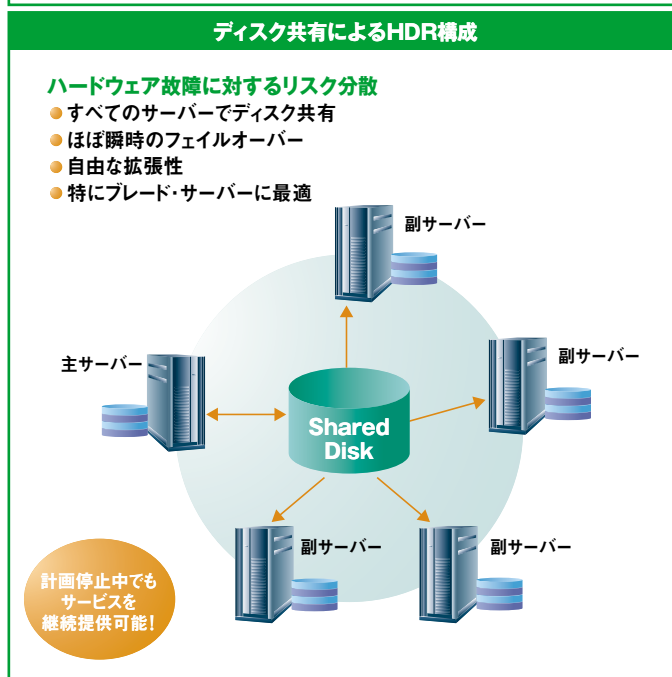 ディスク共有によるHDR構成
ハードウェア故障に対するリスク分散
●すべてのサーバーでディスク共有
●ほぼ瞬時のフェイルオーバー
●自由な拡張性
●特にブレード・サーバーに最適
副サーバー
主サーバー
副サーバー
Shared
Disk
副サーバー
副サーバー
計画停止中でも
サービスを
継続提供可能!